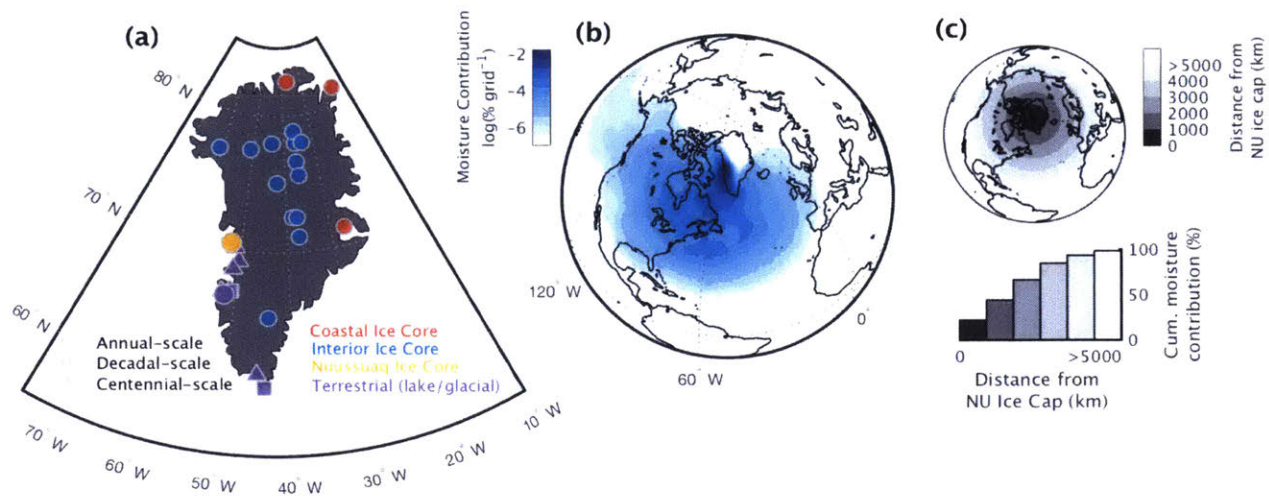 (a)
80° N
70° N
60° N
70° W
60° W
50° W
40° W
30° W
20° W
10° W
Annual-scale
Decadal-scale
Centennial-scale
Coastal Ice Core
Interior Ice Core
Nuussuaq Ice Core
Terrestrial (lake/glacial)
(b)
Moisture Contribution
log(% grid⁻¹)
-2
-4
-6
120° W
60° W
0°
(c)
> 5000
4000
3000
2000
1000
0
Distance from
NU ice cap (km)
100
50
0
Cum. moisture
contribution (%)
0
>5000
Distance from
NU Ice Cap (km)